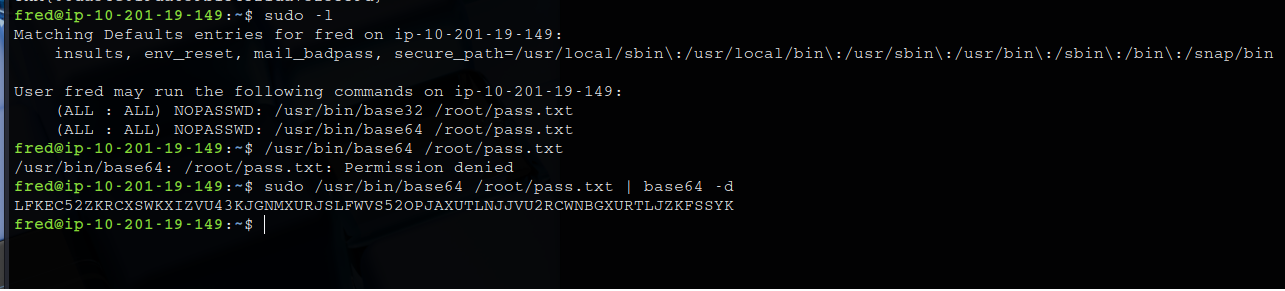 fred@ip-10-201-19-149:~$ sudo -l
Matching Defaults entries for fred on ip-10-201-19-149:
    insults, env_reset, mail_badpass, secure_path=/usr/local/sbin\:/usr/local/bin\:/usr/sbin\:/usr/bin\:/sbin\:/bin\:/snap/bin

User fred may run the following commands on ip-10-201-19-149:
    (ALL : ALL) NOPASSWD: /usr/bin/base32 /root/pass.txt
    (ALL : ALL) NOPASSWD: /usr/bin/base64 /root/pass.txt
fred@ip-10-201-19-149:~$ /usr/bin/base64 /root/pass.txt
/usr/bin/base64: /root/pass.txt: Permission denied
fred@ip-10-201-19-149:~$ sudo /usr/bin/base64 /root/pass.txt | base64 -d
LFKEC52ZKRCXSWKXIZVU43KJGNMXURJSLFWVS52OPJAXUTLNJJVU2RCWNBGXURTLJZKFSSYK
fred@ip-10-201-19-149:~$